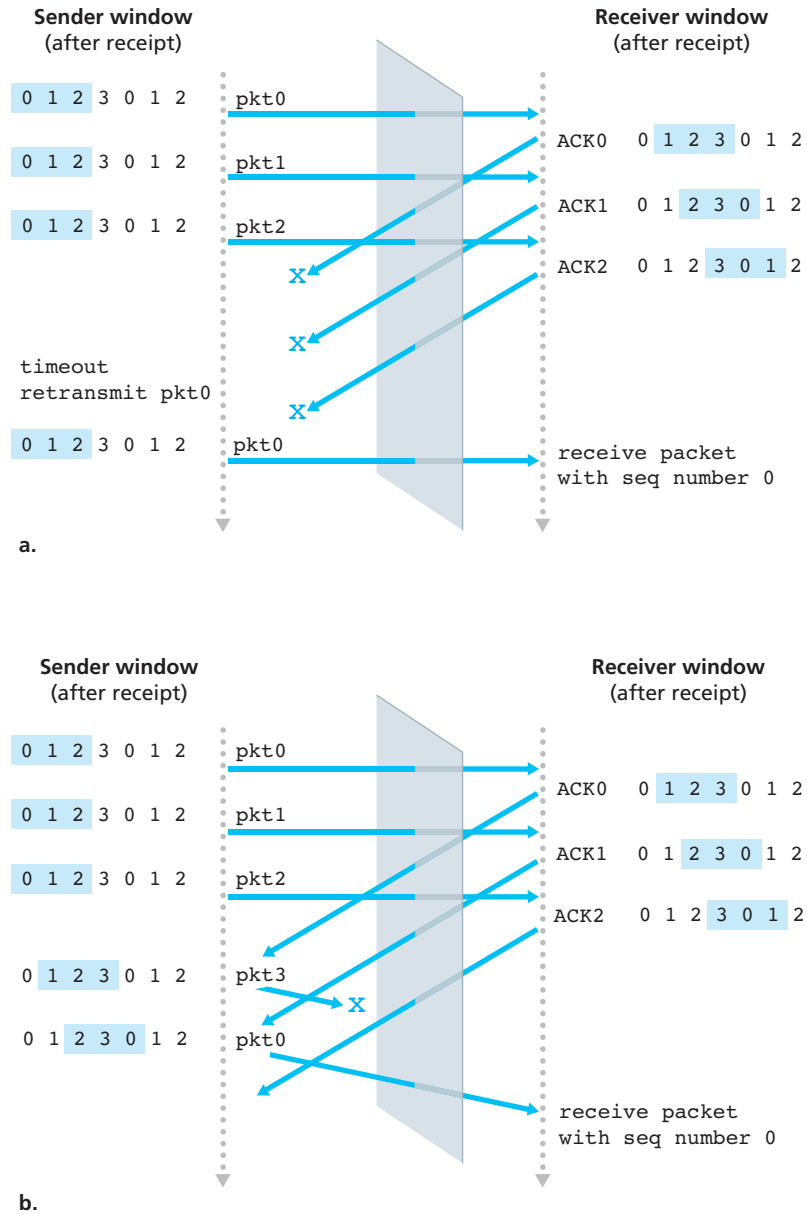 Sender window
(after receipt)
Receiver window
(after receipt)
0 1 2 3 0 1 2
pkt0
ACK0 0 1 2 3 0 1 2
0 1 2 3 0 1 2
pkt1
ACK1 0 1 2 3 0 1 2
0 1 2 3 0 1 2
pkt2
ACK2 0 1 2 3 0 1 2
X
X
timeout
retransmit pkt0
X
0 1 2 3 0 1 2
pkt0
receive packet
with seq number 0
a.
Sender window
(after receipt)
Receiver window
(after receipt)
0 1 2 3 0 1 2
pkt0
ACK0 0 1 2 3 0 1 2
0 1 2 3 0 1 2
pkt1
ACK1 0 1 2 3 0 1 2
0 1 2 3 0 1 2
pkt2
ACK2 0 1 2 3 0 1 2
0 1 2 3 0 1 2
pkt3
X
0 1 2 3 0 1 2
pkt0
receive packet
with seq number 0
b.